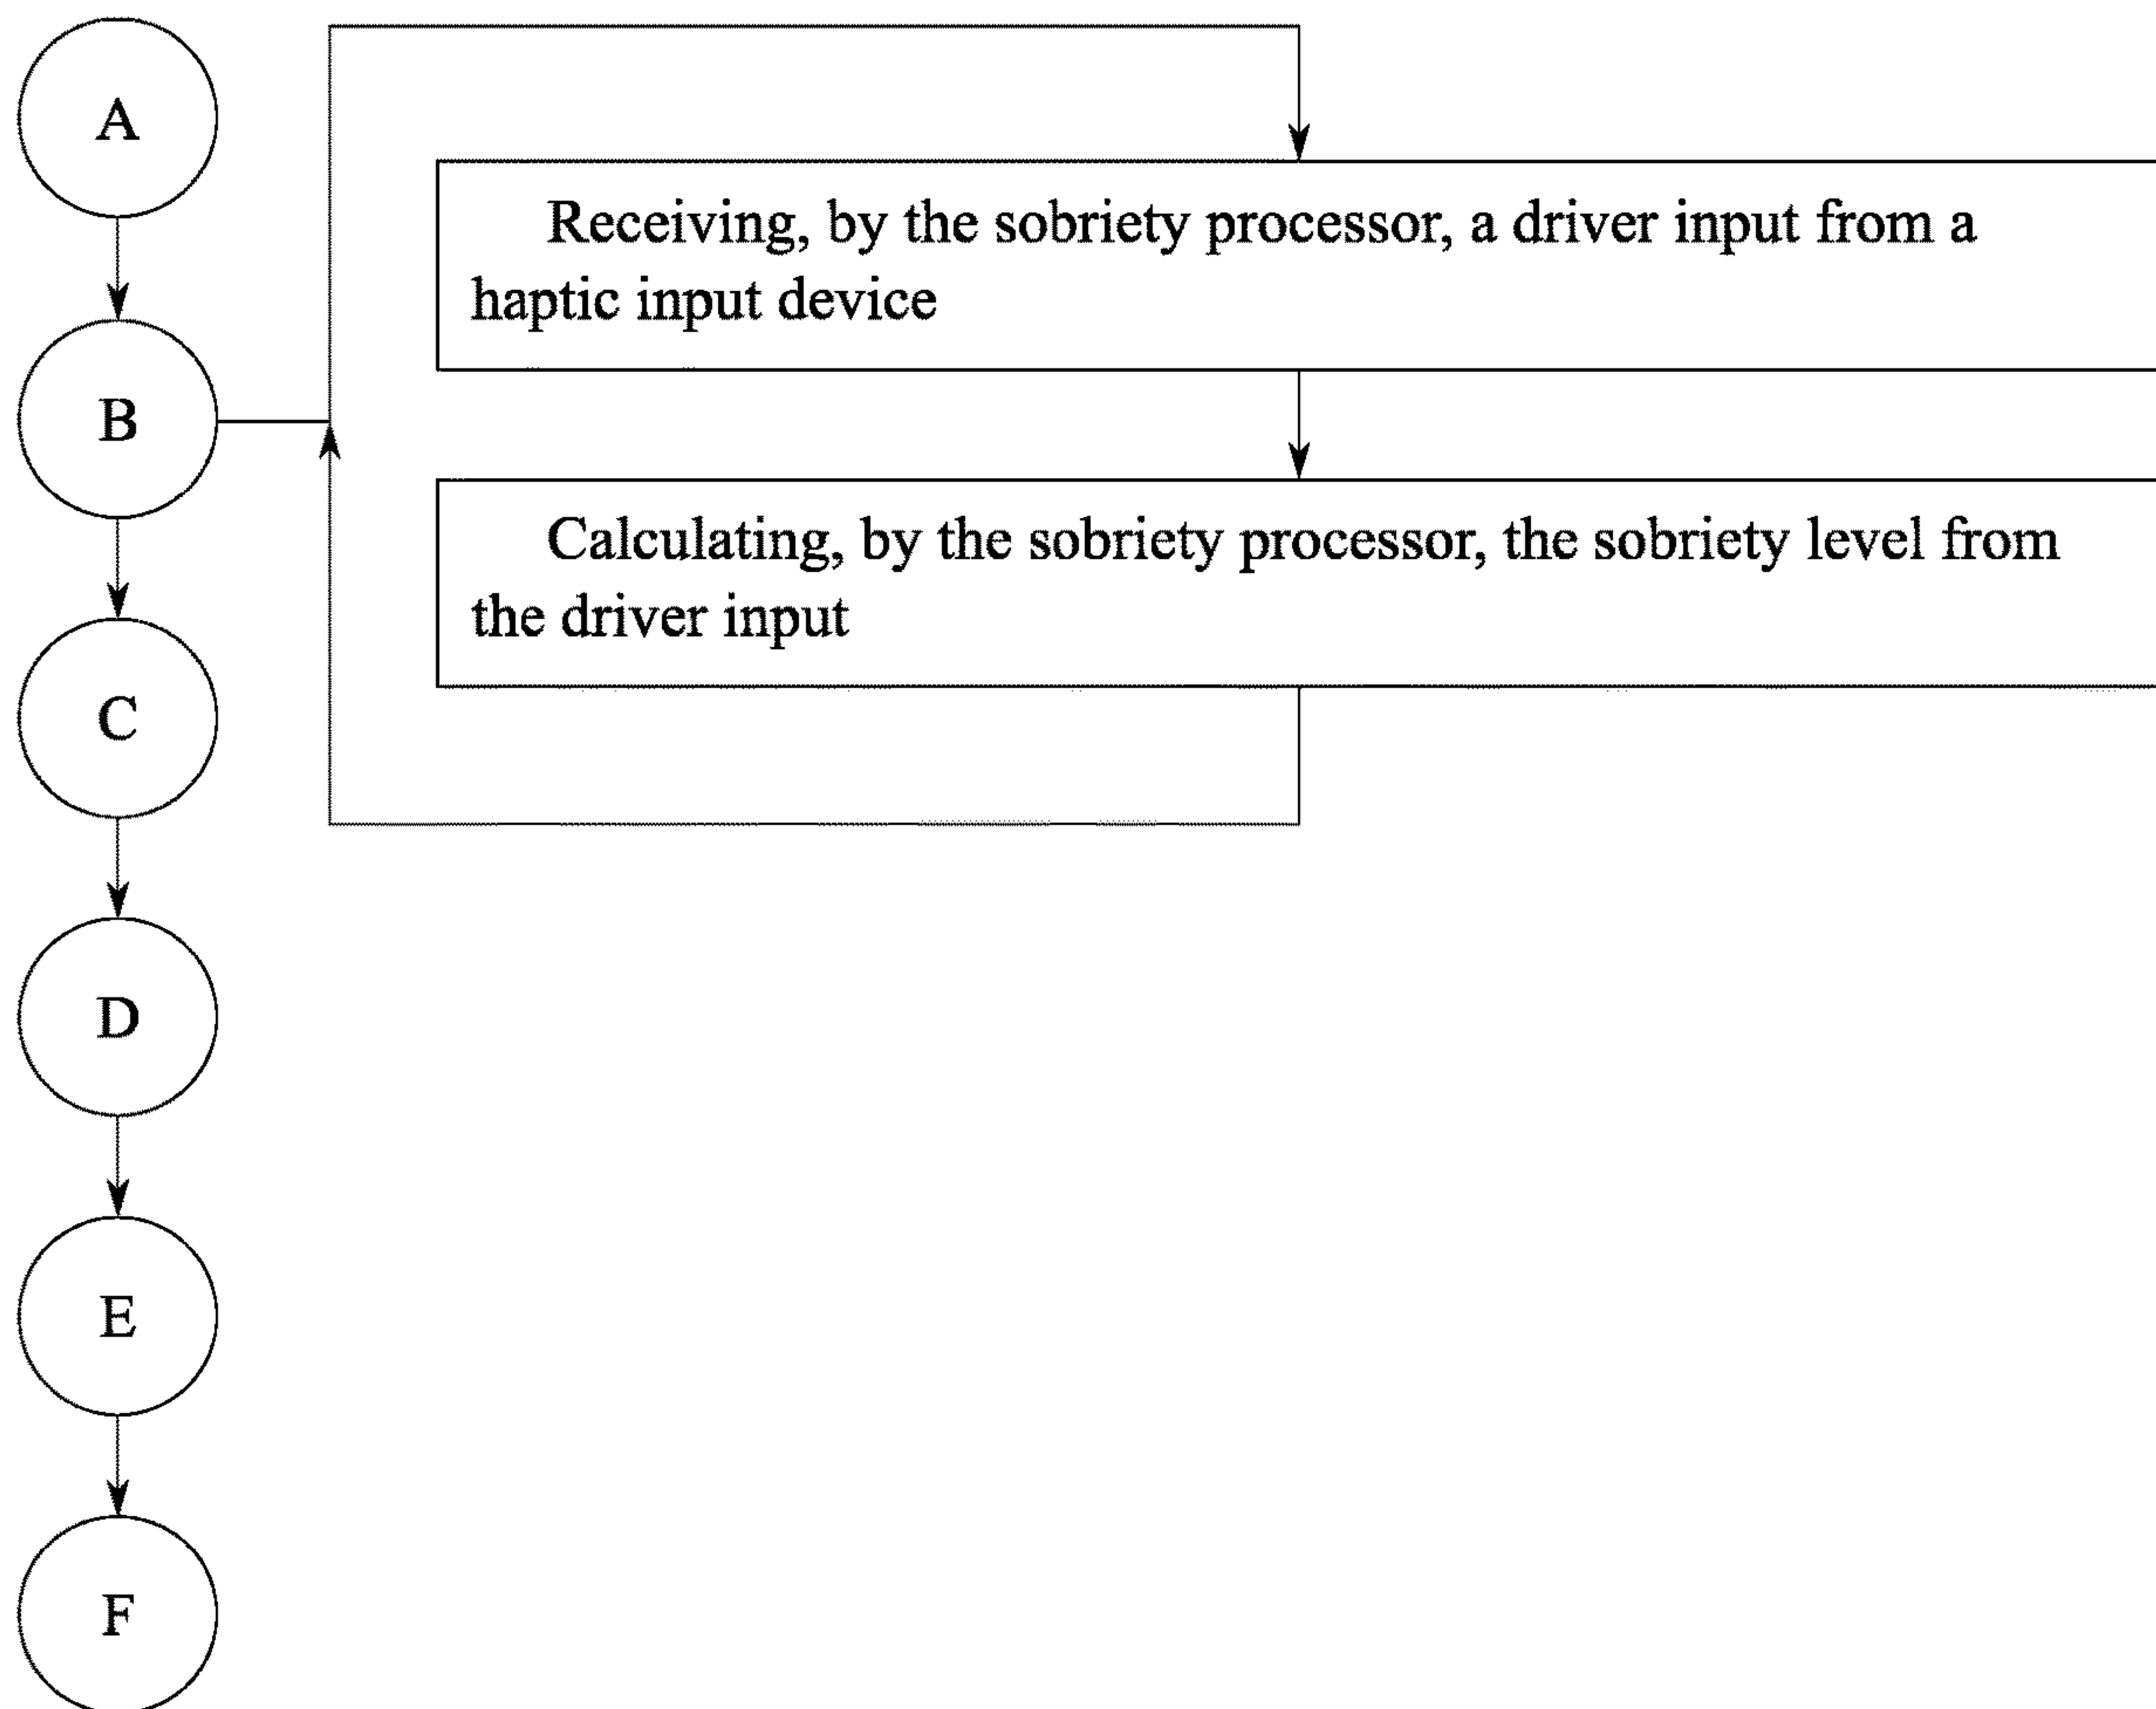 A
Receiving, by the sobriety processor, a driver input from a
haptic input device
B
Calculating, by the sobriety processor, the sobriety level from
the driver input
C
D
E
F